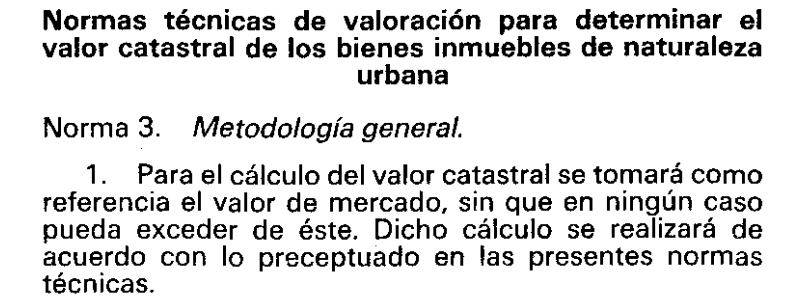 Normas técnicas de valoración para determinar el
valor catastral de los bienes inmuebles de naturaleza
urbana
Norma 3. Metodología general.
1. Para el cálculo del valor catastral se tomará como
referencia el valor de mercado, sin que en ningún caso
pueda exceder de éste. Dicho cálculo se realizará de
acuerdo con lo preceptuado en las presentes normas
técnicas.